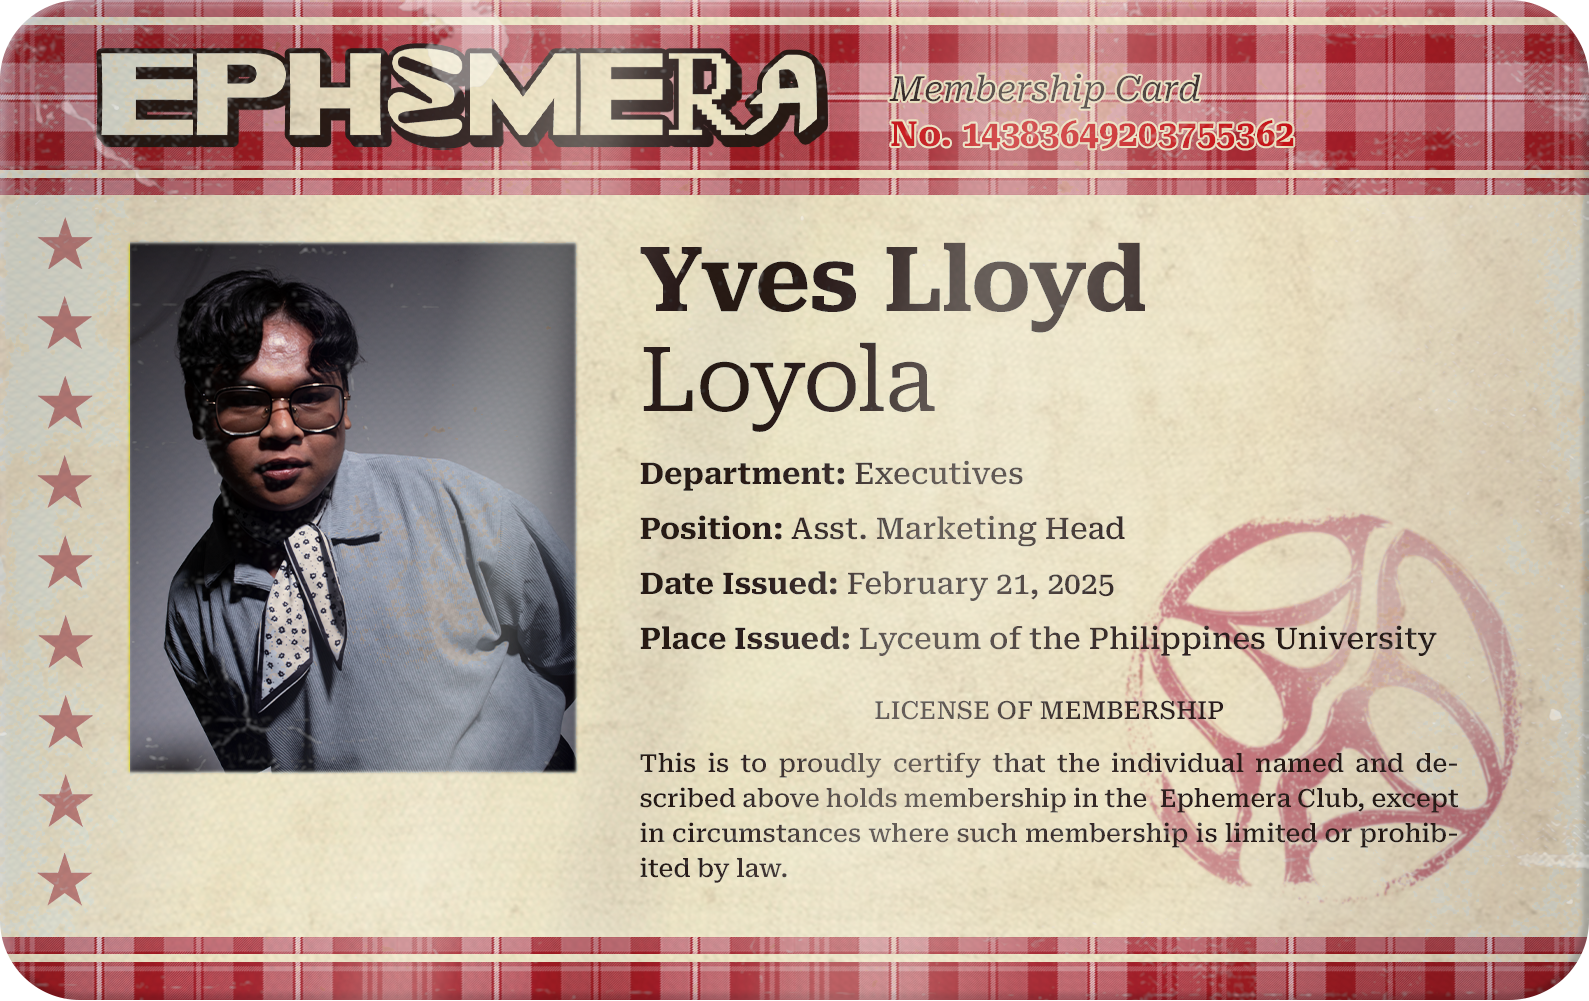 EPHEMERA
Membership Card
No. 14383649203755362
Yves Lloyd
Loyola
Department: Executives
Position: Asst. Marketing Head
Date Issued: February 21, 2025
Place Issued: Lyceum of the Philippines University
LICENSE OF MEMBERSHIP
This is to proudly certify that the individual named and de-
scribed above holds membership in the Ephemera Club, except
in circumstances where such membership is limited or prohib-
ited by law.